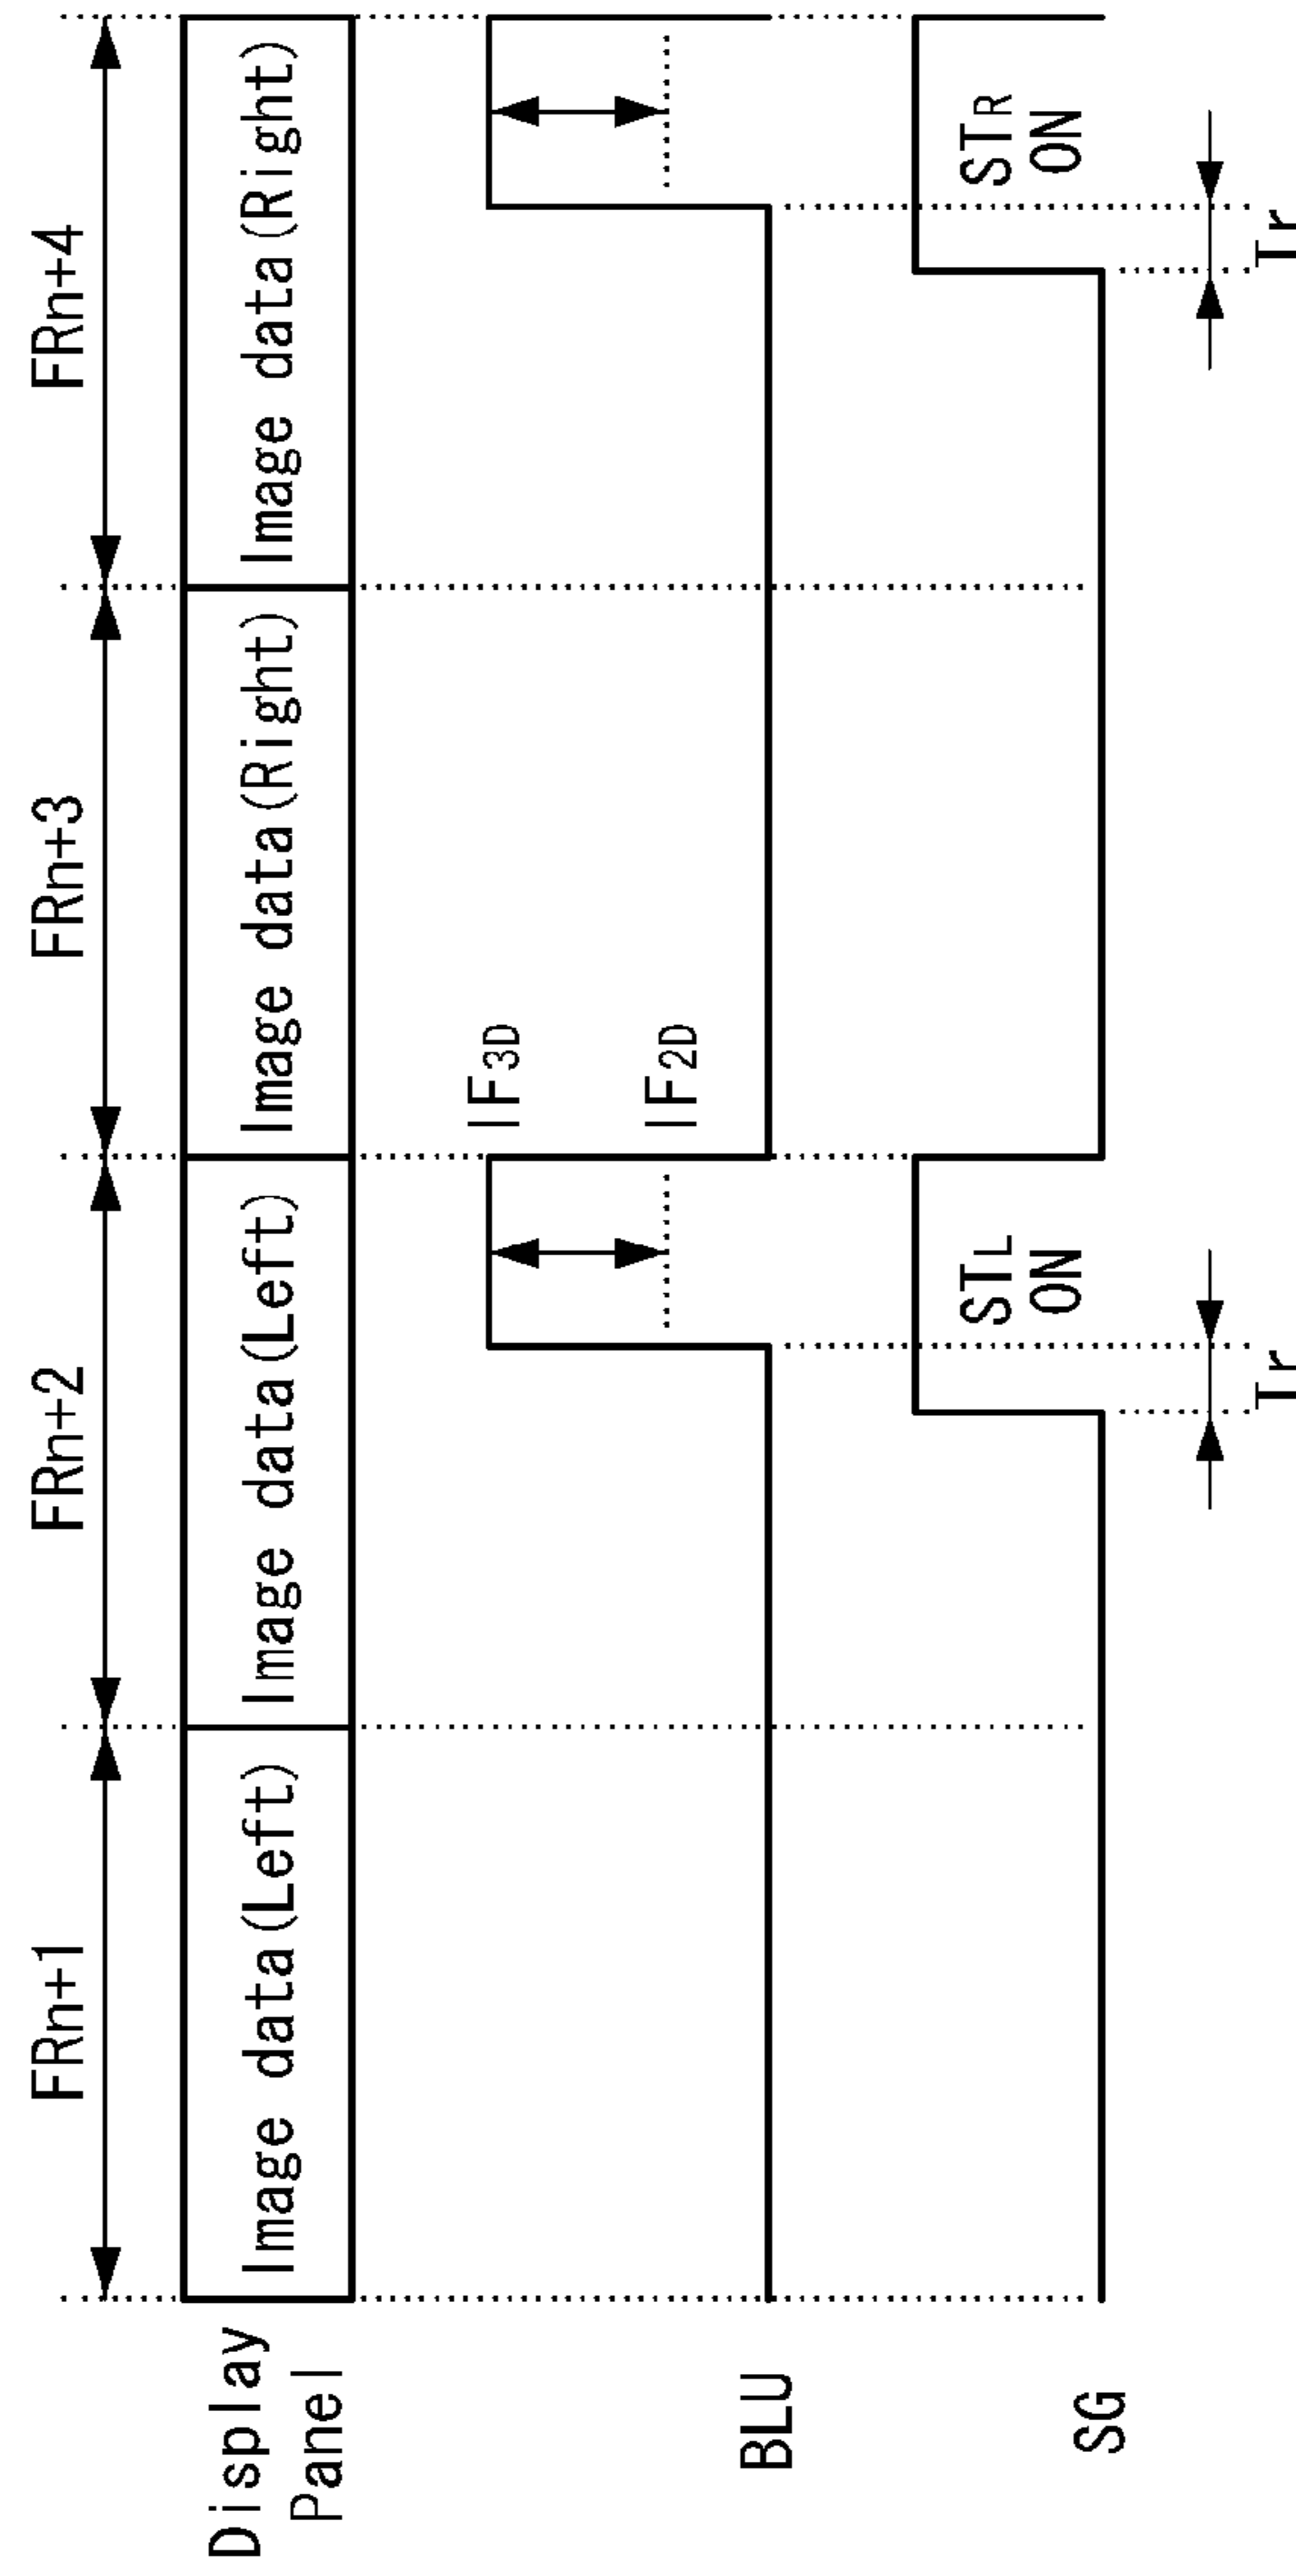 FRn+1 FRn+2 FRn+3 FRn+4
Display
Panel
Image data(Left) Image data(Left) Image data(Right) Image data(Right)
IF3D
IF2D
BLU
STL
ON
STR
ON
SG
Tr Tr